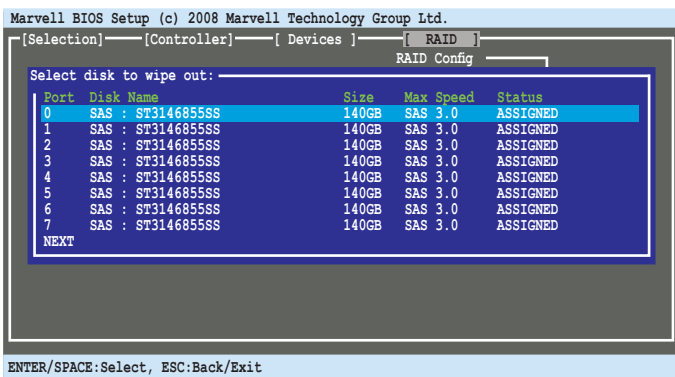 Marvell BIOS Setup (c) 2008 Marvell Technology Group Ltd.
[Selection] [Controller] [ Devices ] [ RAID ]
RAID Config
Select disk to wipe out:
Port Disk Name Size Max Speed Status
0 SAS : ST3146855SS 140GB SAS 3.0 ASSIGNED
1 SAS : ST3146855SS 140GB SAS 3.0 ASSIGNED
2 SAS : ST3146855SS 140GB SAS 3.0 ASSIGNED
3 SAS : ST3146855SS 140GB SAS 3.0 ASSIGNED
4 SAS : ST3146855SS 140GB SAS 3.0 ASSIGNED
5 SAS : ST3146855SS 140GB SAS 3.0 ASSIGNED
6 SAS : ST3146855SS 140GB SAS 3.0 ASSIGNED
7 SAS : ST3146855SS 140GB SAS 3.0 ASSIGNED
NEXT
ENTER/SPACE:Select, ESC:Back/Exit